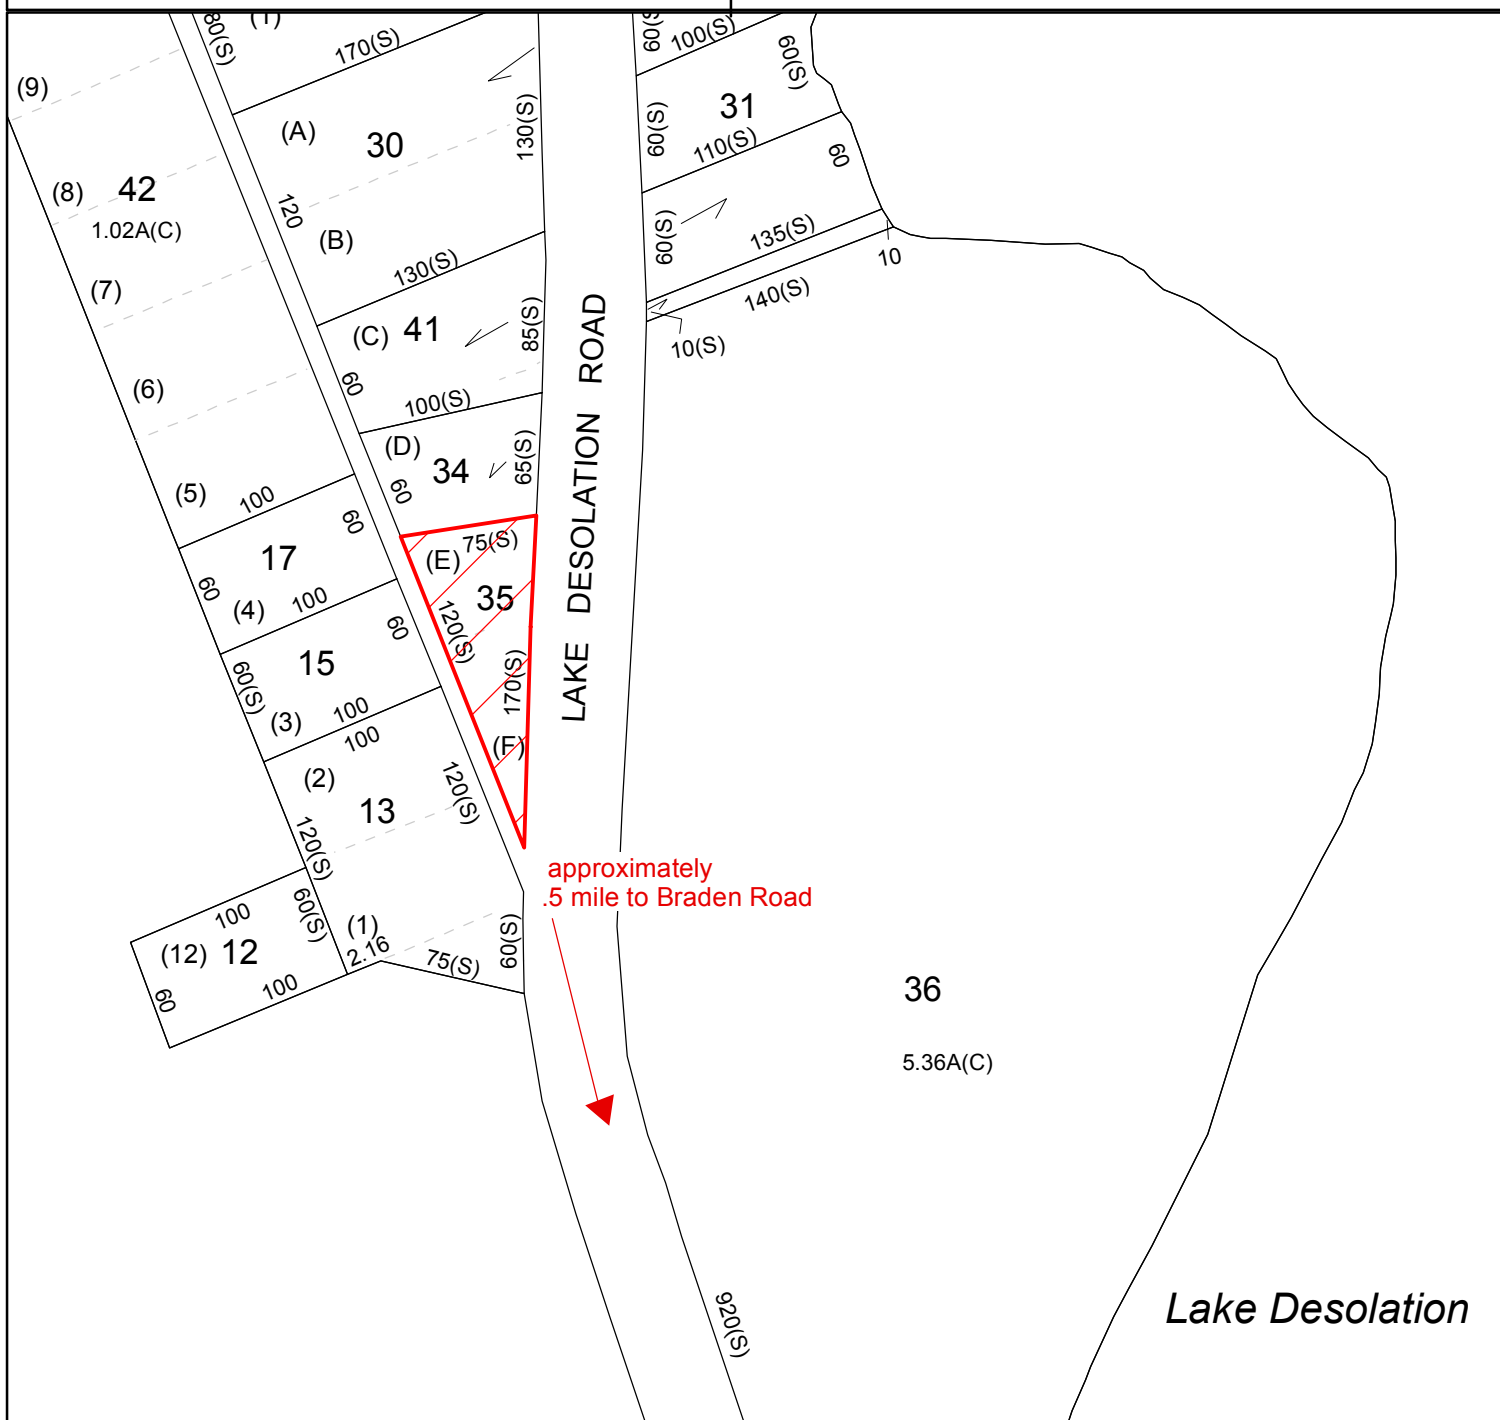 80(S)
170(S)
60(S)
100(S)
60(S)
(9)
(A)
30
130(S)
60(S)
31
110(S)
60
(8)
42
1.02A(C)
120
(B)
130(S)
60(S)
135(S)
10
140(S)
10(S)
(7)
(C)
41
85(S)
60
100(S)
(6)
(D)
34
65(S)
60
LAKE DESOLATION ROAD
(5)
100
60
17
60
(4)
100
(E)
75(S)
35
120(S)
170(S)
(F)
60
15
60(S)
(3)
100
100
(2)
13
120(S)
120(S)
approximately
.5 mile to Braden Road
100
60(S)
(12)
12
60
100
(1)
2.16
75(S)
60(S)
36
5.36A(C)
920(S)
Lake Desolation